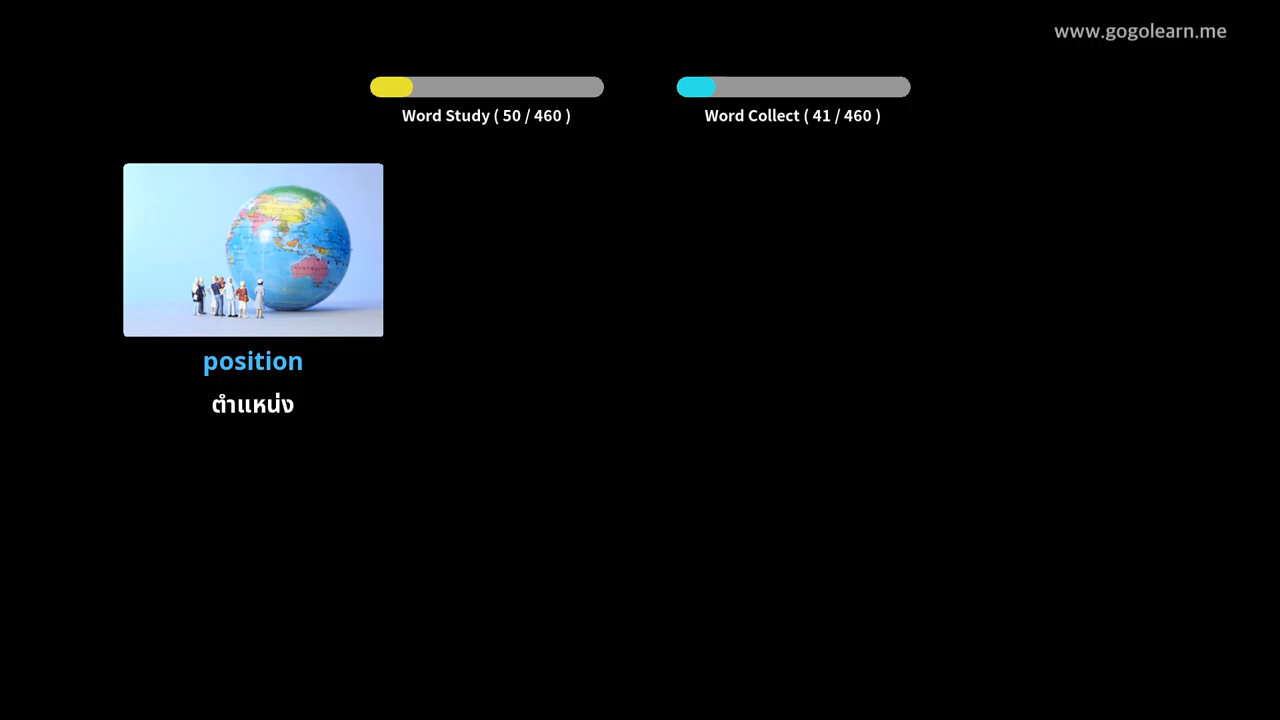 www.gogolearn.me
Word Study ( 50 / 460 )
Word Collect ( 41 / 460 )
position
ตำแหน่ง